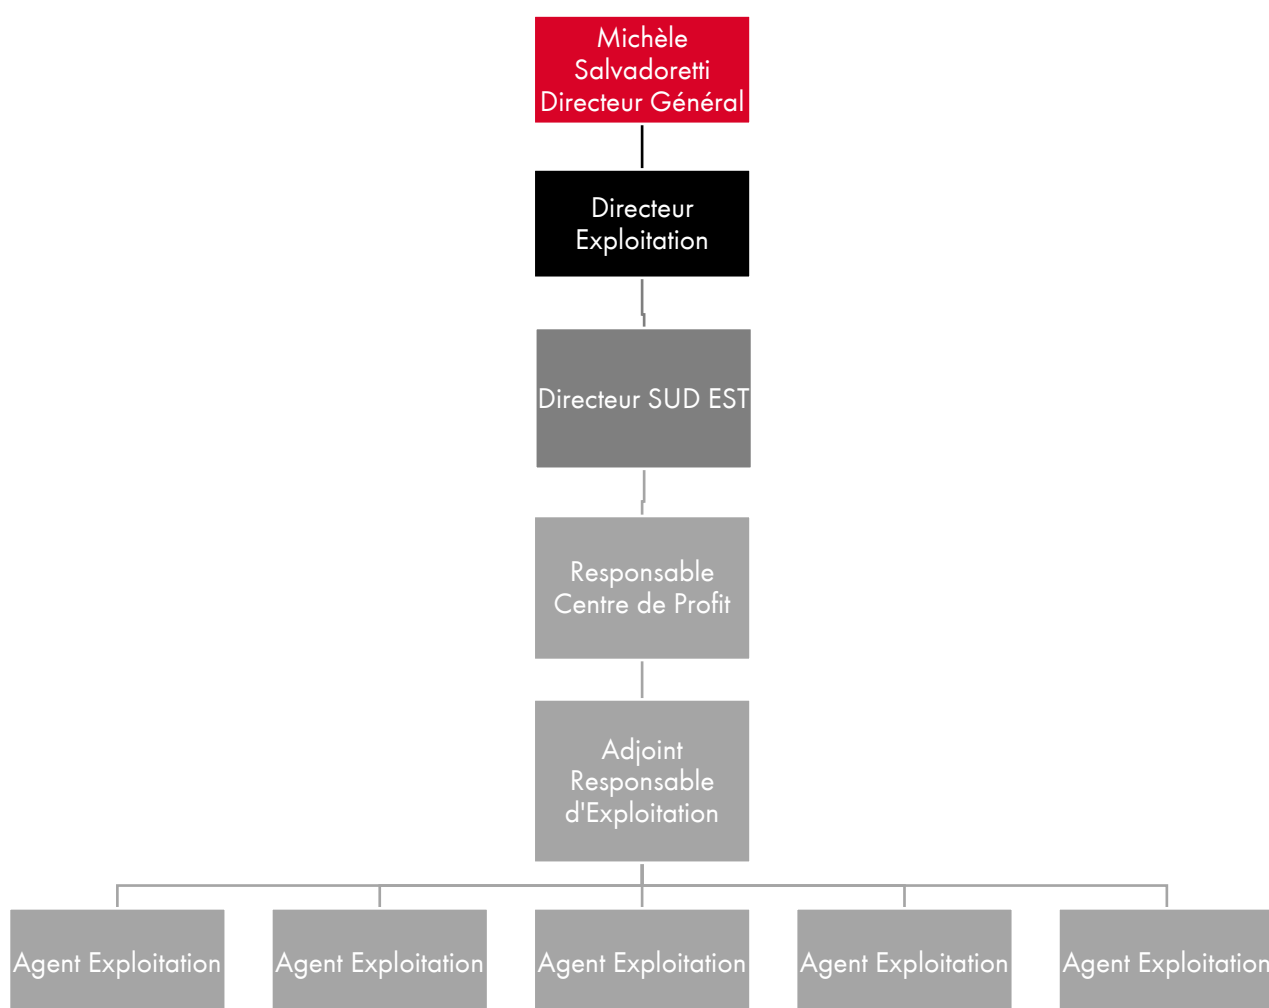 Michèle
Salvadoretti
Directeur Général
Directeur
Exploitation
Directeur SUD EST
Responsable
Centre de Profit
Adjoint
Responsable
d'Exploitation
Agent Exploitation
Agent Exploitation
Agent Exploitation
Agent Exploitation
Agent Exploitation